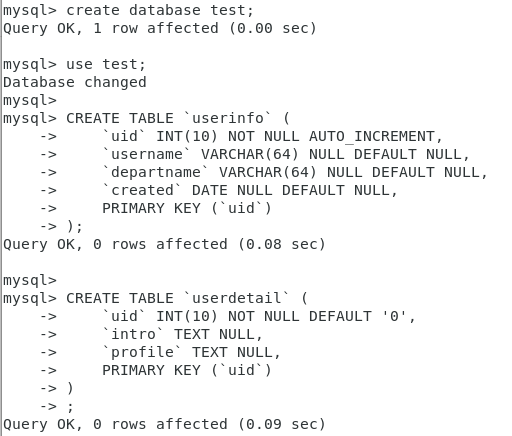 mysql> create database test;
Query OK, 1 row affected (0.00 sec)

mysql> use test;
Database changed
mysql>
mysql> CREATE TABLE `userinfo` (
    ->     `uid` INT(10) NOT NULL AUTO_INCREMENT,
    ->     `username` VARCHAR(64) NULL DEFAULT NULL,
    ->     `departname` VARCHAR(64) NULL DEFAULT NULL,
    ->     `created` DATE NULL DEFAULT NULL,
    ->     PRIMARY KEY (`uid`)
    -> );
Query OK, 0 rows affected (0.08 sec)

mysql>
mysql> CREATE TABLE `userdetail` (
    ->     `uid` INT(10) NOT NULL DEFAULT '0',
    ->     `intro` TEXT NULL,
    ->     `profile` TEXT NULL,
    ->     PRIMARY KEY (`uid`)
    -> )
    -> ;
Query OK, 0 rows affected (0.09 sec)